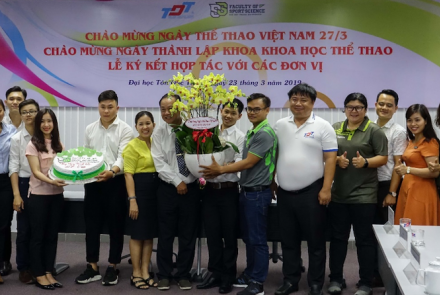 TDT
FACULTY OF
SPORT SCIENCE
CHÀO MỪNG NGÀY THỂ THAO VIỆT NAM 27/3
CHÀO MỪNG NGÀY THÀNH LẬP KHOA KHOA HỌC THỂ THAO
LỄ KÝ KẾT HỢP TÁC VỚI CÁC ĐƠN VỊ
Đại học Tôn Đức Thắng, 23 tháng 3 năm 2019